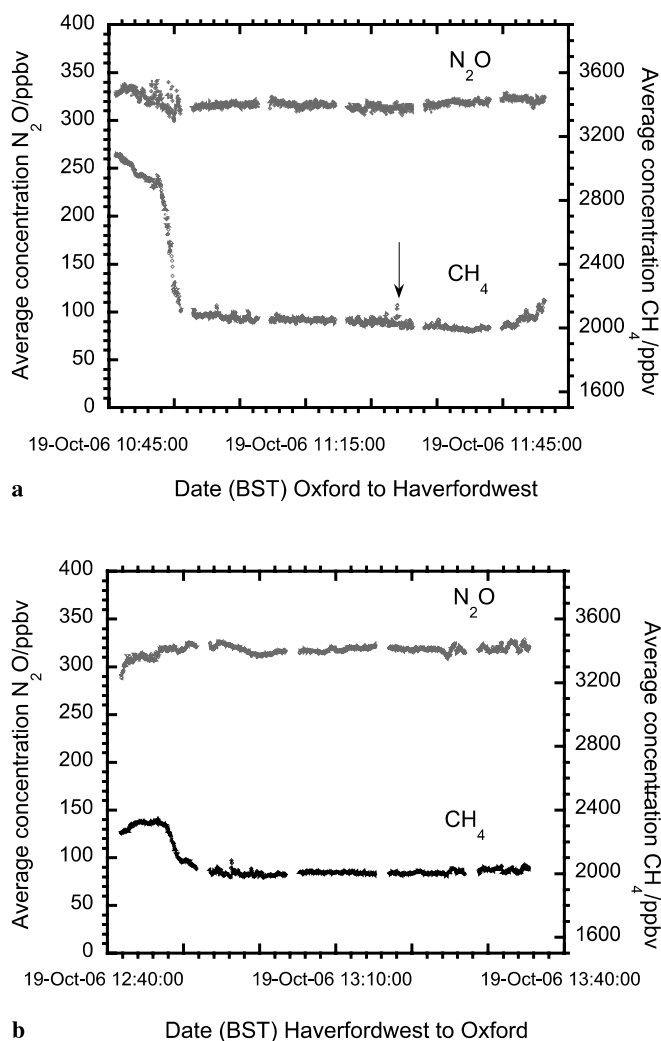 400
350
300
250
200
150
100
50
0
Average concentration N₂O/ppbv
3600
3200
2800
2400
2000
1600
Average concentration CH₄/ppbv
N₂O
CH₄
19-Oct-06 10:45:00 19-Oct-06 11:15:00 19-Oct-06 11:45:00
a Date (BST) Oxford to Haverfordwest
400
350
300
250
200
150
100
50
0
Average concentration N₂O/ppbv
3600
3200
2800
2400
2000
1600
Average concentration CH₄/ppbv
N₂O
CH₄
19-Oct-06 12:40:00 19-Oct-06 13:10:00 19-Oct-06 13:40:00
b Date (BST) Haverfordwest to Oxford